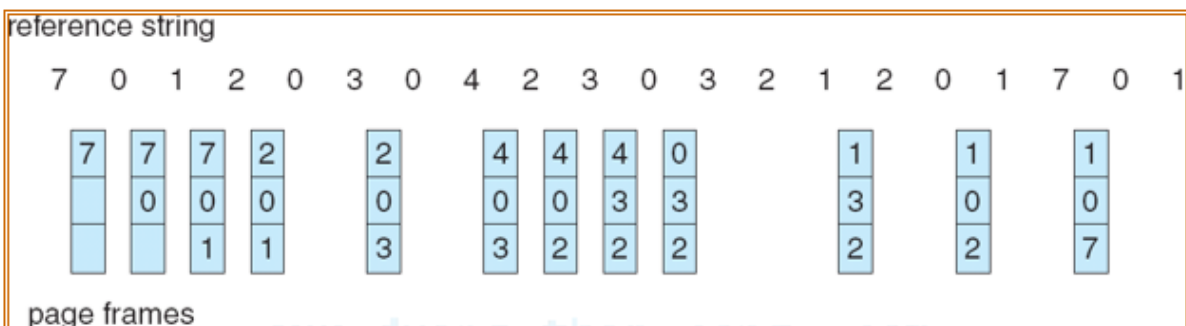 reference string
7 0 1 2 0 3 0 4 2 3 0 3 2 1 2 0 1 7 0 1
7 7 7 2 2 4 4 4 0 1 1 1
0 0 0 0 0 0 3 3 3 0 0
1 1 3 3 2 2 2 2 2 7
page frames